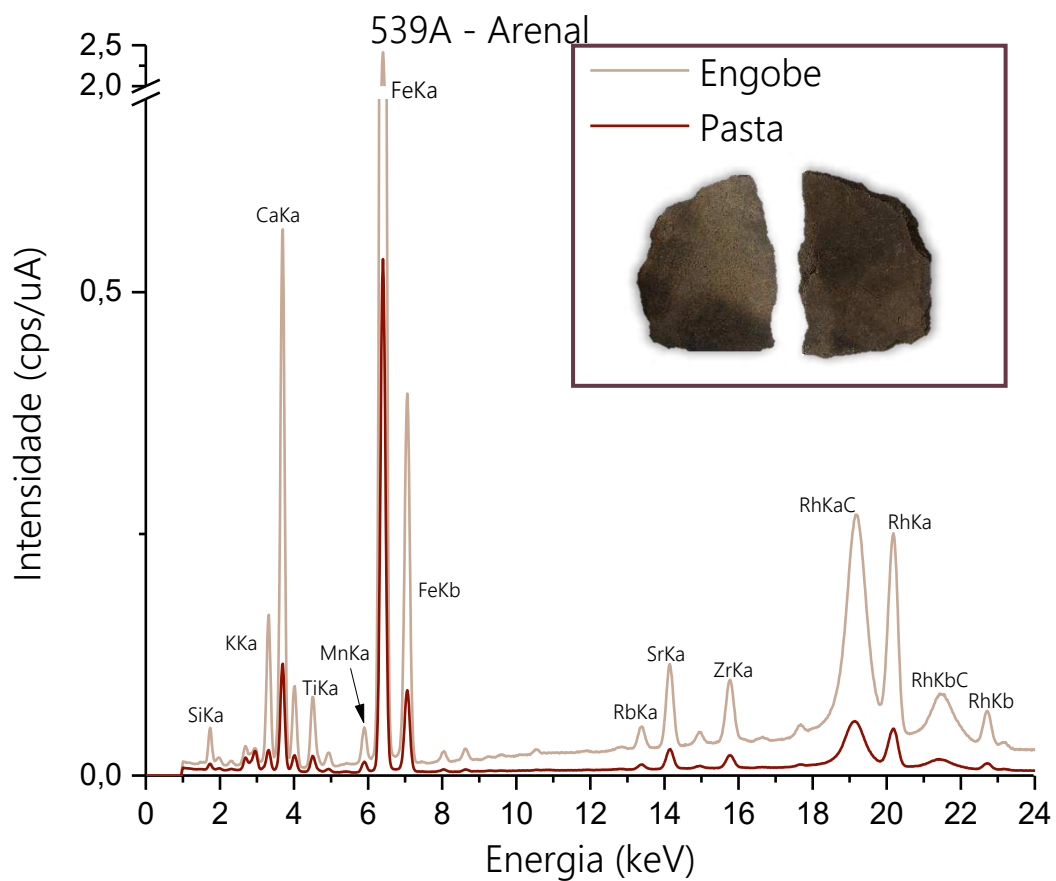 539A - Arenal
Engobe
Pasta
2,5
2,0
0,5
0,0
Intensidade (cps/uA)
FeKa
CaKa
FeKb
KKa
MnKa
TiKa
SiKa
RhKaC
RhKa
SrKa
ZrKa
RhKbC
RhKb
RbKa
0 2 4 6 8 10 12 14 16 18 20 22 24
Energia (keV)